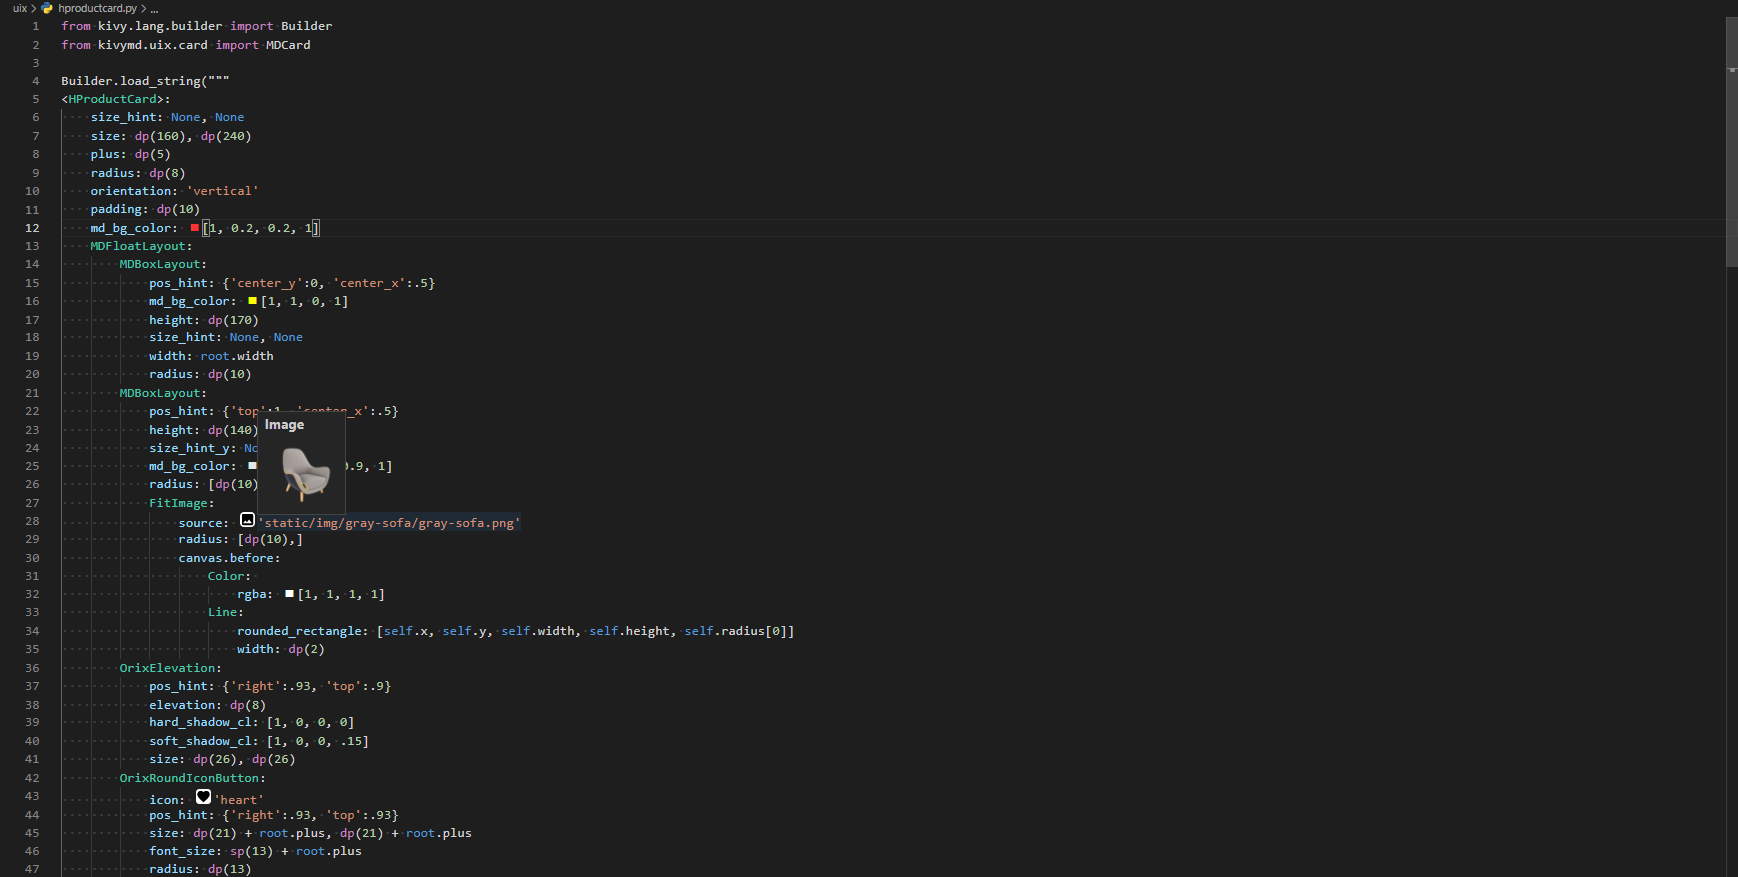 uix > hproductcard.py > ...
1 from kivy.lang.builder import Builder
2 from kivymd.uix.card import MDCard
3
4 Builder.load_string("""
5 <HProductCard>:
6 size_hint: None, None
7 size: dp(160), dp(240)
8 plus: dp(5)
9 radius: dp(8)
10 orientation: 'vertical'
11 padding: dp(10)
12 md_bg_color: [1, 0.2, 0.2, 1]
13 MDFloatLayout:
14 MDBoxLayout:
15 pos_hint: {'center_y':0, 'center_x':.5}
16 md_bg_color: [1, 1, 0, 1]
17 height: dp(170)
18 size_hint: None, None
19 width: root.width
20 radius: dp(10)
21 MDBoxLayout:
22 pos_hint: {'top':1, 'center_x':.5}
Image
23 height: dp(140)
24 size_hint_y: No
25 md_bg_color: 0.9, 1]
26 radius: [dp(10)
27 FitImage:
28 source: 'static/img/gray-sofa/gray-sofa.png'
29 radius: [dp(10),]
30 canvas.before:
31 Color:
32 rgba: [1, 1, 1, 1]
33 Line:
34 rounded_rectangle: [self.x, self.y, self.width, self.height, self.radius[0]]
35 width: dp(2)
36 OrixElevation:
37 pos_hint: {'right':.93, 'top':.9}
38 elevation: dp(8)
39 hard_shadow_cl: [1, 0, 0, 0]
40 soft_shadow_cl: [1, 0, 0, .15]
41 size: dp(26), dp(26)
42 OrixRoundIconButton:
43 icon: 'heart'
44 pos_hint: {'right':.93, 'top':.93}
45 size: dp(21) + root.plus, dp(21) + root.plus
46 font_size: sp(13) + root.plus
47 radius: dp(13)